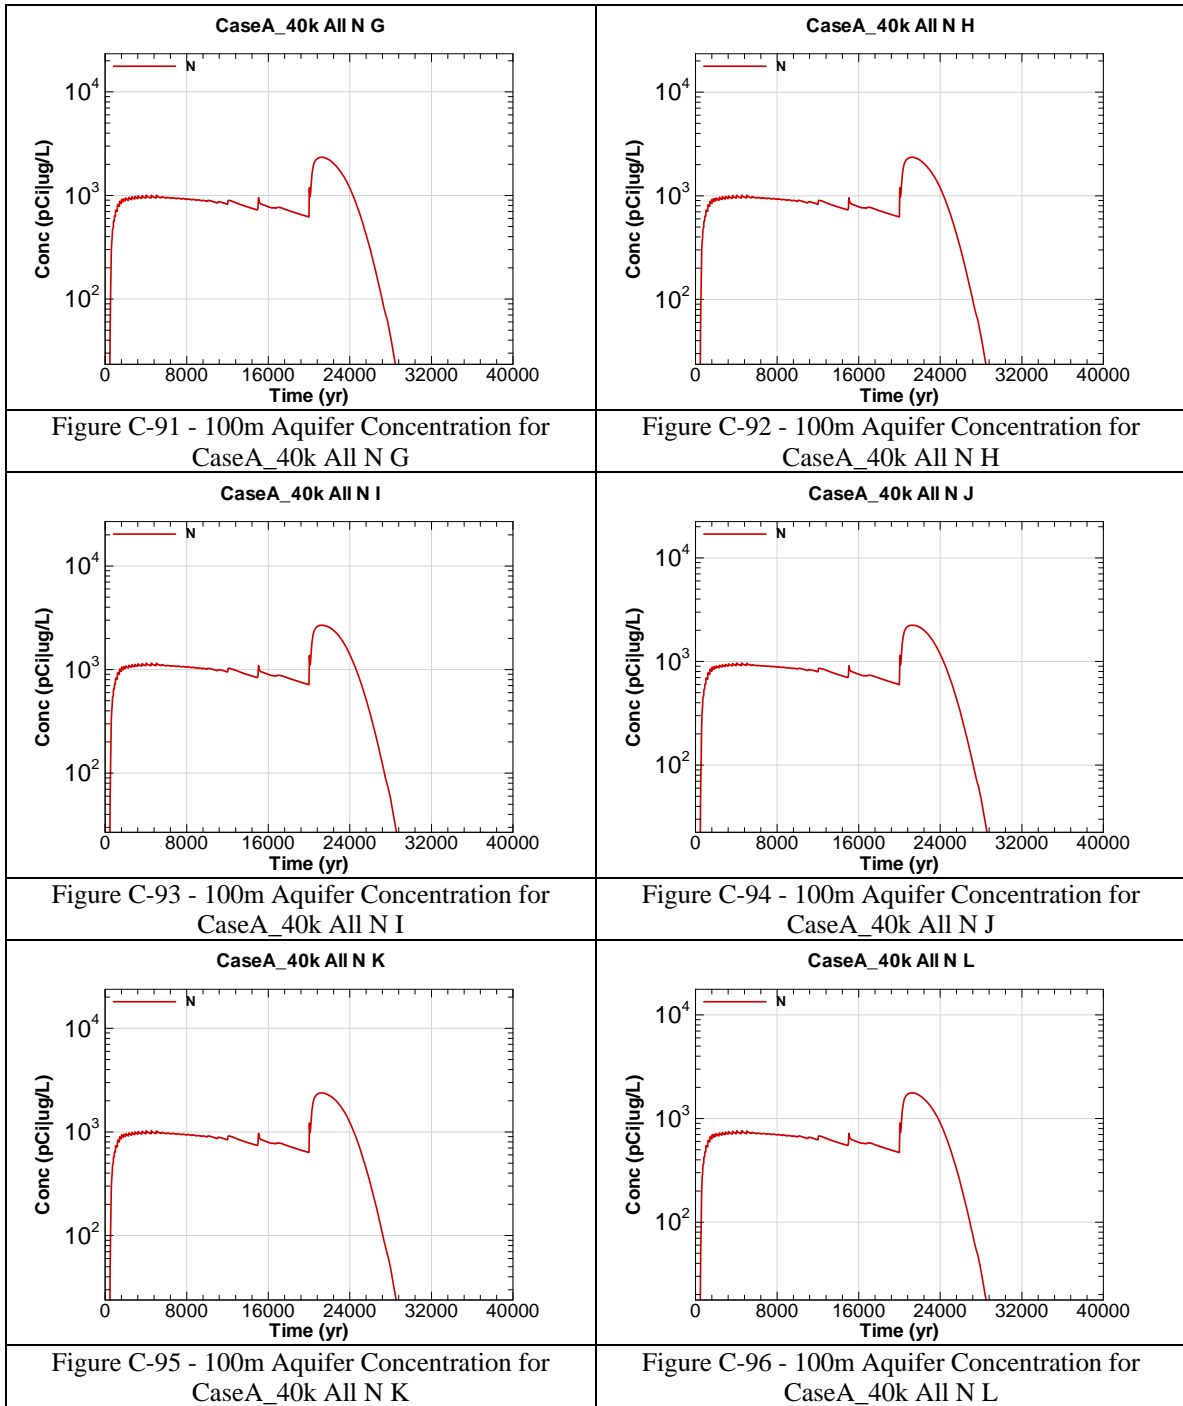 CaseA_40k All N G
N
10^4
10^3
10^2
Conc (pCi|ug/L)
0 8000 16000 24000 32000 40000
Time (yr)
Figure C-91 - 100m Aquifer Concentration for
CaseA_40k All N G
CaseA_40k All N H
N
10^4
10^3
10^2
Conc (pCi|ug/L)
0 8000 16000 24000 32000 40000
Time (yr)
Figure C-92 - 100m Aquifer Concentration for
CaseA_40k All N H
CaseA_40k All N I
N
10^4
10^3
10^2
Conc (pCi|ug/L)
0 8000 16000 24000 32000 40000
Time (yr)
Figure C-93 - 100m Aquifer Concentration for
CaseA_40k All N I
CaseA_40k All N J
N
10^4
10^3
10^2
Conc (pCi|ug/L)
0 8000 16000 24000 32000 40000
Time (yr)
Figure C-94 - 100m Aquifer Concentration for
CaseA_40k All N J
CaseA_40k All N K
N
10^4
10^3
10^2
Conc (pCi|ug/L)
0 8000 16000 24000 32000 40000
Time (yr)
Figure C-95 - 100m Aquifer Concentration for
CaseA_40k All N K
CaseA_40k All N L
N
10^4
10^3
10^2
Conc (pCi|ug/L)
0 8000 16000 24000 32000 40000
Time (yr)
Figure C-96 - 100m Aquifer Concentration for
CaseA_40k All N L